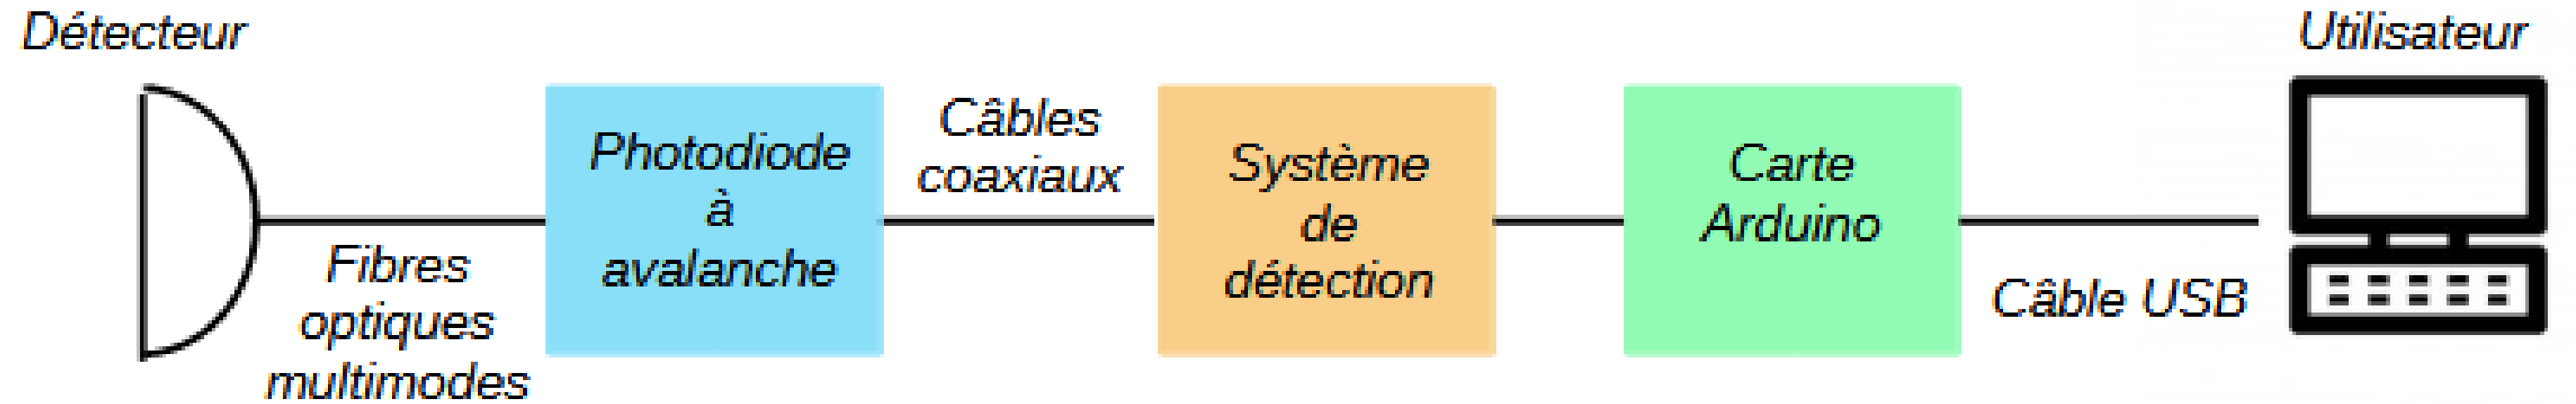 Détecteur
Fibres
optiques
multimodes
Photodiode
à
avalanche
Câbles
coaxiaux
Système
de
détection
Carte
Arduino
Câble USB
Utilisateur